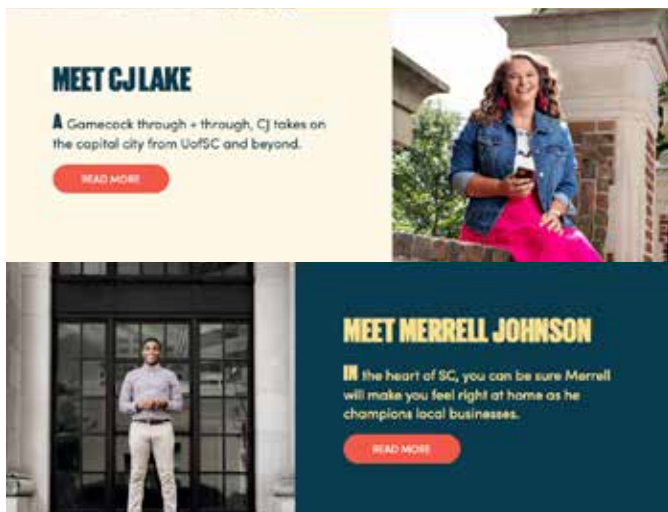 MEET CJ LAKE
A Gamecock through + through, CJ takes on
the capital city from UofSC and beyond.
READ MORE
MEET MERRELL JOHNSON
IN the heart of SC, you can be sure Merrell
will make you feel right at home as he
champions local businesses.
READ MORE